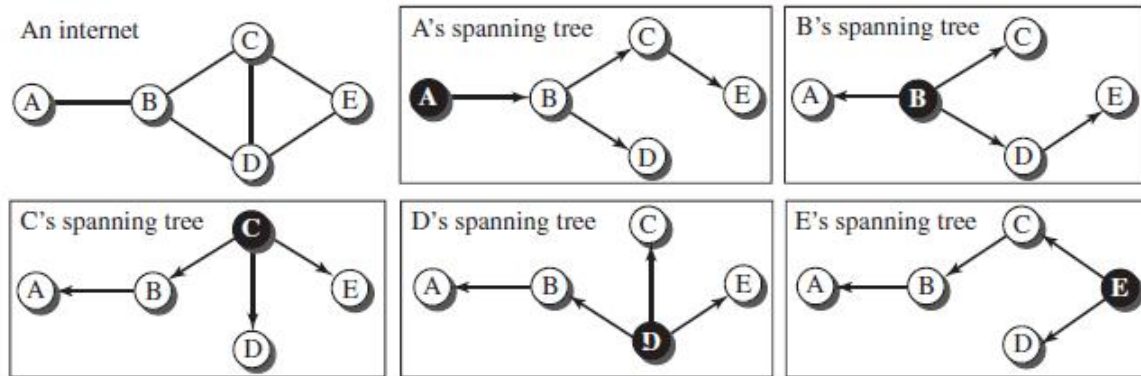 An internet
A
B
C
D
E
A's spanning tree
A
B
C
D
E
B's spanning tree
A
B
C
D
E
C's spanning tree
C
A
B
E
D
D's spanning tree
C
A
B
E
D
E's spanning tree
C
A
B
E
D